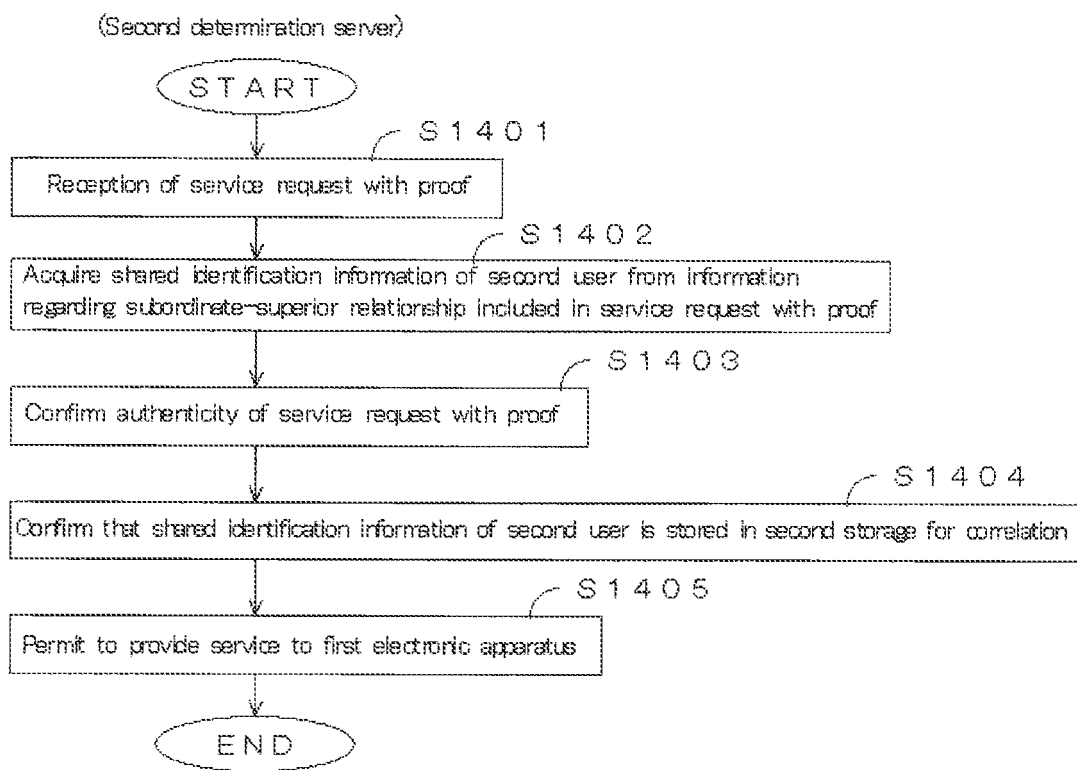 (Second determination server)
START
S1401
Reception of service request with proof
S1402
Acquire shared identification information of second user from information
regarding subordinate-superior relationship included in service request with proof
S1403
Confirm authenticity of service request with proof
S1404
Confirm that shared identification information of second user is stored in second storage for correlation
S1405
Permit to provide service to first electronic apparatus
END